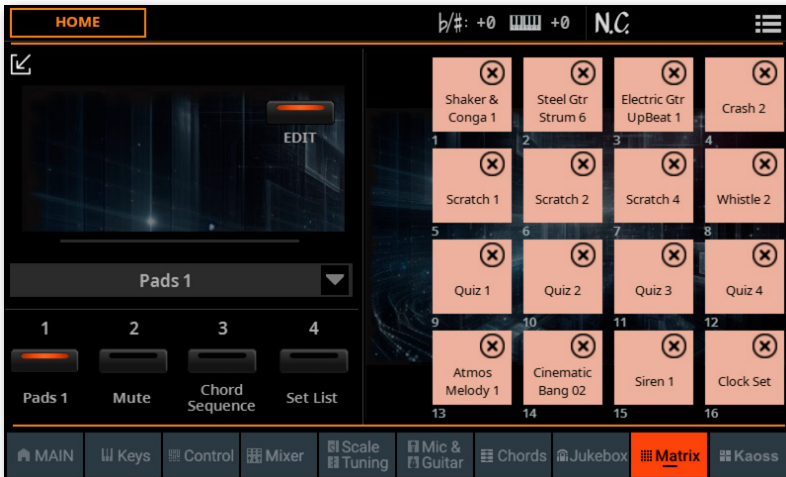 HOME
♭/♯: +0 +0 N.C.
EDIT
Pads 1
1 2 3 4
Pads 1 Mute Chord Sequence Set List
Shaker &
Conga 1
1
Steel Gtr
Strum 6
2
Electric Gtr
UpBeat 1
3
Crash 2
4
Scratch 1
5
Scratch 2
6
Scratch 4
7
Whistle 2
8
Quiz 1
9
Quiz 2
10
Quiz 3
11
Quiz 4
12
Atmos
Melody 1
13
Cinematic
Bang 02
14
Siren 1
15
Clock Set
16
MAIN
Keys
Control
Mixer
Scale
Tuning
Mic &
Guitar
Chords
Jukebox
Matrix
Kaoss